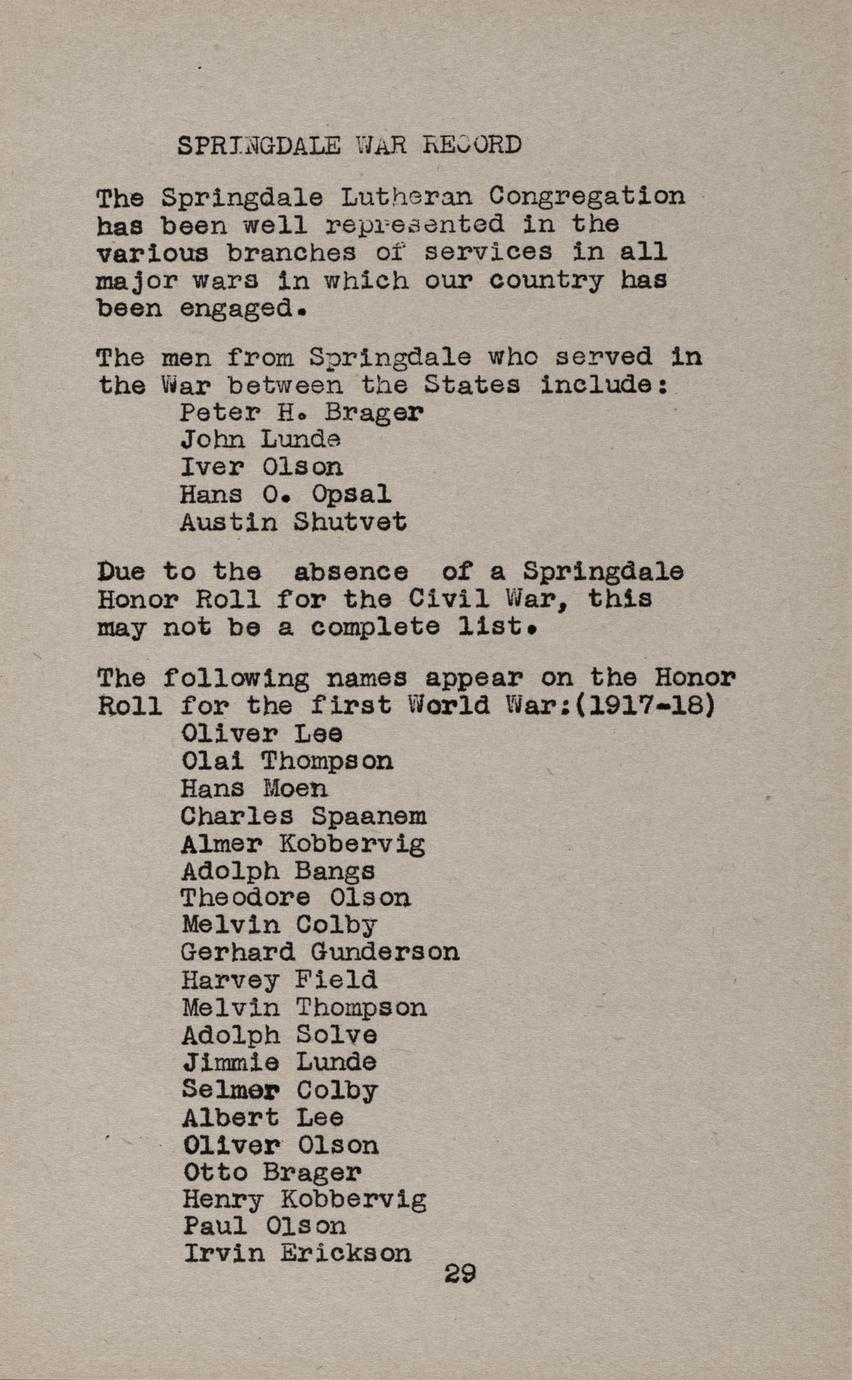 SPRINGDALE WAR RECORD
The Springdale Lutheran Congregation
has been well represented in the
various branches of services in all
major wars in which our country has
been engaged.
The men from Springdale who served in
the War between the States include:
Peter H. Brager
John Lunde
Iver Olson
Hans O. Opsal
Austin Shutvet
Due to the absence of a Springdale
Honor Roll for the Civil War, this
may not be a complete list.
The following names appear on the Honor
Roll for the first World War:(1917-18)
Oliver Lee
Olai Thompson
Hans Moen
Charles Spaanem
Almer Kobbervig
Adolph Bangs
Theodore Olson
Melvin Colby
Gerhard Gunderson
Harvey Field
Melvin Thompson
Adolph Solve
Jimmie Lunde
Selmer Colby
Albert Lee
Oliver Olson
Otto Brager
Henry Kobbervig
Paul Olson
Irvin Erickson
29